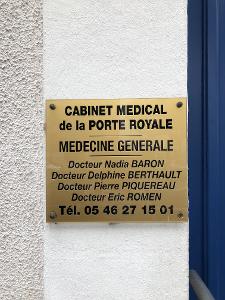 CABINET MEDICAL
de la PORTE ROYALE
MEDECINE GENERALE
Docteur Nadia BARON
Docteur Delphine BERTHAULT
Docteur Pierre PIQUEREAU
Docteur Eric ROMEN
Tél. 05 46 27 15 01